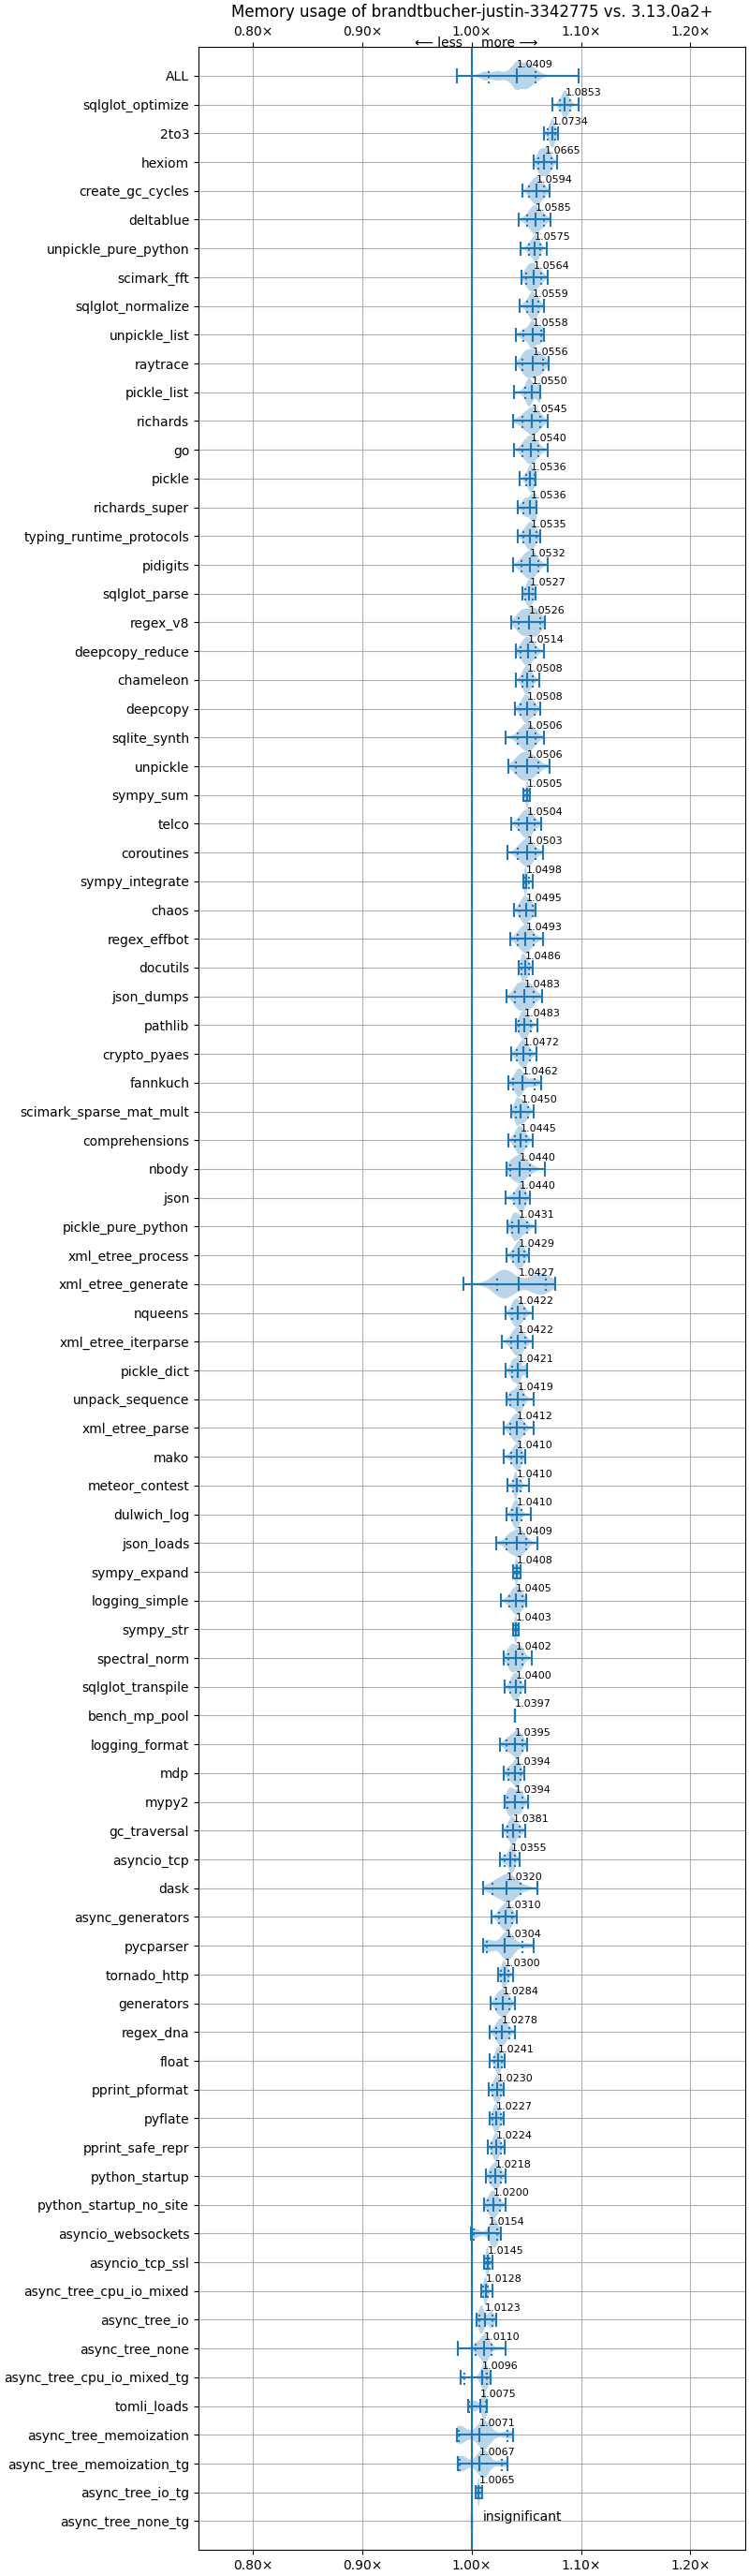 Memory usage of brandtbucher-justin-3342775 vs. 3.13.0a2+
0.80× 0.90× 1.00× 1.10× 1.20×
⟵ less more ⟶
ALL 1.0409
sqlglot_optimize 1.0853
2to3 1.0734
hexiom 1.0665
create_gc_cycles 1.0594
deltablue 1.0585
unpickle_pure_python 1.0575
scimark_fft 1.0564
sqlglot_normalize 1.0559
unpickle_list 1.0558
raytrace 1.0556
pickle_list 1.0550
richards 1.0545
go 1.0540
pickle 1.0536
richards_super 1.0536
typing_runtime_protocols 1.0535
pidigits 1.0532
sqlglot_parse 1.0527
regex_v8 1.0526
deepcopy_reduce 1.0514
chameleon 1.0508
deepcopy 1.0508
sqlite_synth 1.0506
unpickle 1.0506
sympy_sum 1.0505
telco 1.0504
coroutines 1.0503
sympy_integrate 1.0498
chaos 1.0495
regex_effbot 1.0493
docutils 1.0486
json_dumps 1.0483
pathlib 1.0483
crypto_pyaes 1.0472
fannkuch 1.0462
scimark_sparse_mat_mult 1.0450
comprehensions 1.0445
nbody 1.0440
json 1.0440
pickle_pure_python 1.0431
xml_etree_process 1.0429
xml_etree_generate 1.0427
nqueens 1.0422
xml_etree_iterparse 1.0422
pickle_dict 1.0421
unpack_sequence 1.0419
xml_etree_parse 1.0412
mako 1.0410
meteor_contest 1.0410
dulwich_log 1.0410
json_loads 1.0409
sympy_expand 1.0408
logging_simple 1.0405
sympy_str 1.0403
spectral_norm 1.0402
sqlglot_transpile 1.0400
bench_mp_pool 1.0397
logging_format 1.0395
mdp 1.0394
mypy2 1.0394
gc_traversal 1.0381
asyncio_tcp 1.0355
dask 1.0320
async_generators 1.0310
pycparser 1.0304
tornado_http 1.0300
generators 1.0284
regex_dna 1.0278
float 1.0241
pprint_pformat 1.0230
pyflate 1.0227
pprint_safe_repr 1.0224
python_startup 1.0218
python_startup_no_site 1.0200
asyncio_websockets 1.0154
asyncio_tcp_ssl 1.0145
async_tree_cpu_io_mixed 1.0128
async_tree_io 1.0123
async_tree_none 1.0110
async_tree_cpu_io_mixed_tg 1.0096
tomli_loads 1.0075
async_tree_memoization 1.0071
async_tree_memoization_tg 1.0067
async_tree_io_tg 1.0065
async_tree_none_tg insignificant
0.80× 0.90× 1.00× 1.10× 1.20×